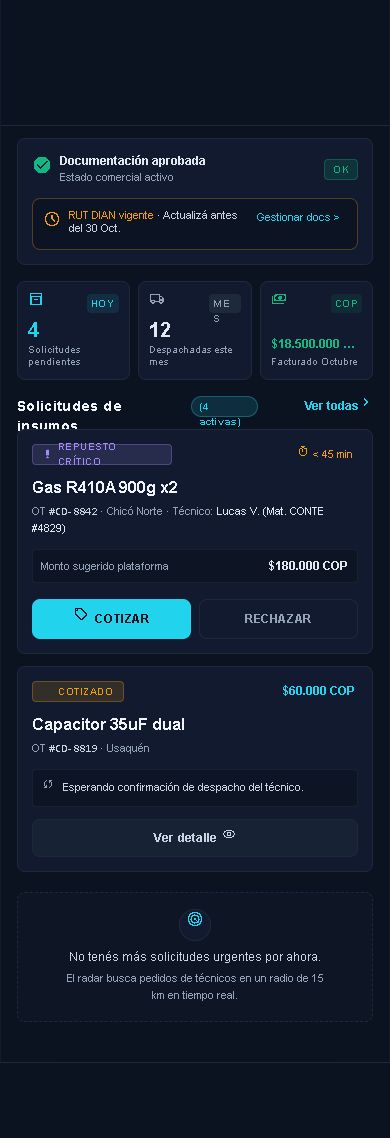 Documentación aprobada
Estado comercial activo
OK
RUT DIAN vigente · Actualizá antes
del 30 Oct.
Gestionar docs >
HOY
4
Solicitudes
pendientes
ME
S
12
Despachadas este
mes
COP
$18.500.000 ...
Facturado Octubre
Solicitudes de
insumos
(4
activas)
Ver todas
REPUESTO
CRÍTICO
< 45 min
Gas R410A 900g x2
OT #CD-8842 · Chicó Norte · Técnico: Lucas V. (Mat. CONTE
#4829)
Monto sugerido plataforma
$180.000 COP
COTIZAR
RECHAZAR
COTIZADO
$60.000 COP
Capacitor 35uF dual
OT #CD-8819 · Usaquén
Esperando confirmación de despacho del técnico.
Ver detalle
No tenés más solicitudes urgentes por ahora.
El radar busca pedidos de técnicos en un radio de 15
km en tiempo real.